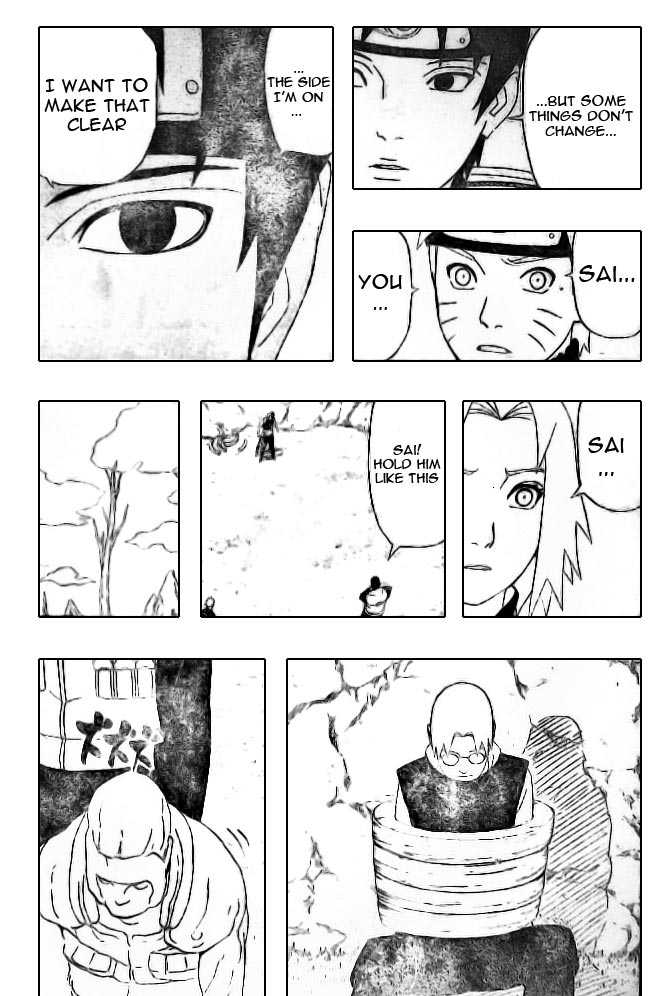 ...BUT SOME
THINGS DON'T
CHANGE...
SAI...
YOU
...
...
THE SIDE
I'M ON
...
I WANT TO
MAKE THAT
CLEAR
SAI
...
SAI!
HOLD HIM
LIKE THIS